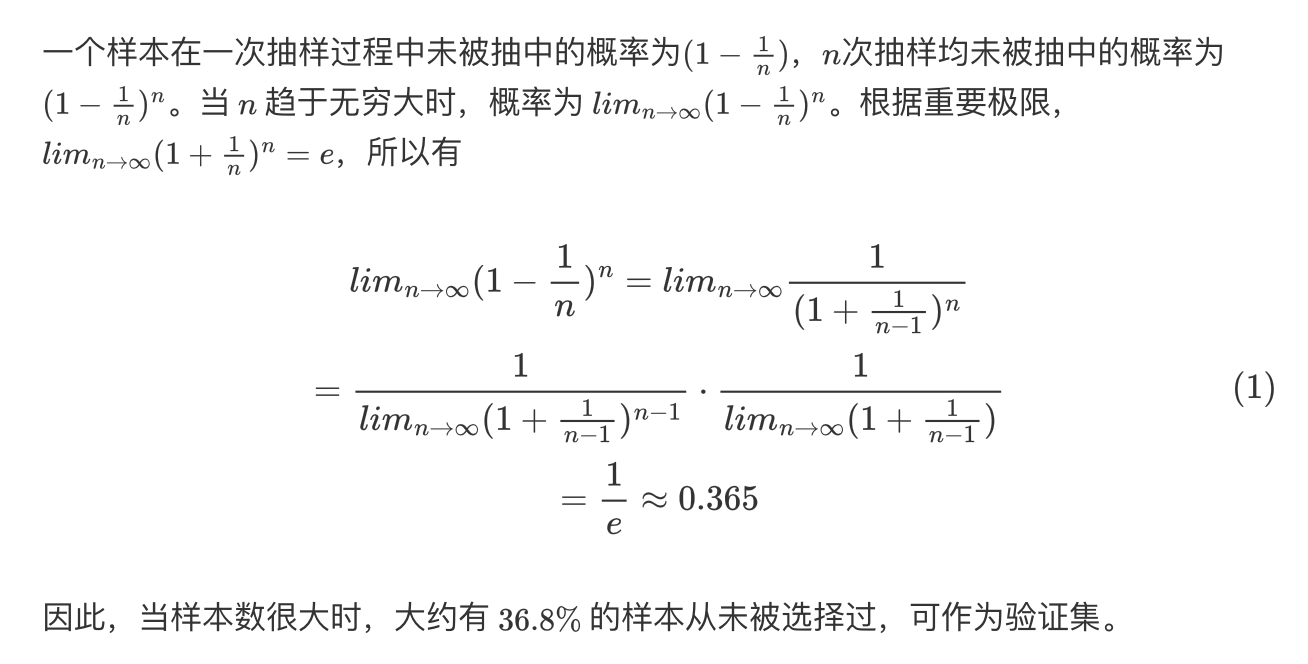 一个样本在一次抽样过程中未被抽中的概率为$(1-\frac{1}{n})$，$n$次抽样均未被抽中的概率为
$(1-\frac{1}{n})^n$。当 $n$ 趋于无穷大时，概率为 $lim_{n\to\infty}(1-\frac{1}{n})^n$。根据重要极限，
$lim_{n\to\infty}(1+\frac{1}{n})^n=e$，所以有
$lim_{n\to\infty}(1-\frac{1}{n})^n=lim_{n\to\infty}\frac{1}{(1+\frac{1}{n-1})^n}$
$=\frac{1}{lim_{n\to\infty}(1+\frac{1}{n-1})^{n-1}}\cdot\frac{1}{lim_{n\to\infty}(1+\frac{1}{n-1})}$ (1)
$=\frac{1}{e}\approx 0.365$
因此，当样本数很大时，大约有 36.8% 的样本从未被选择过，可作为验证集。